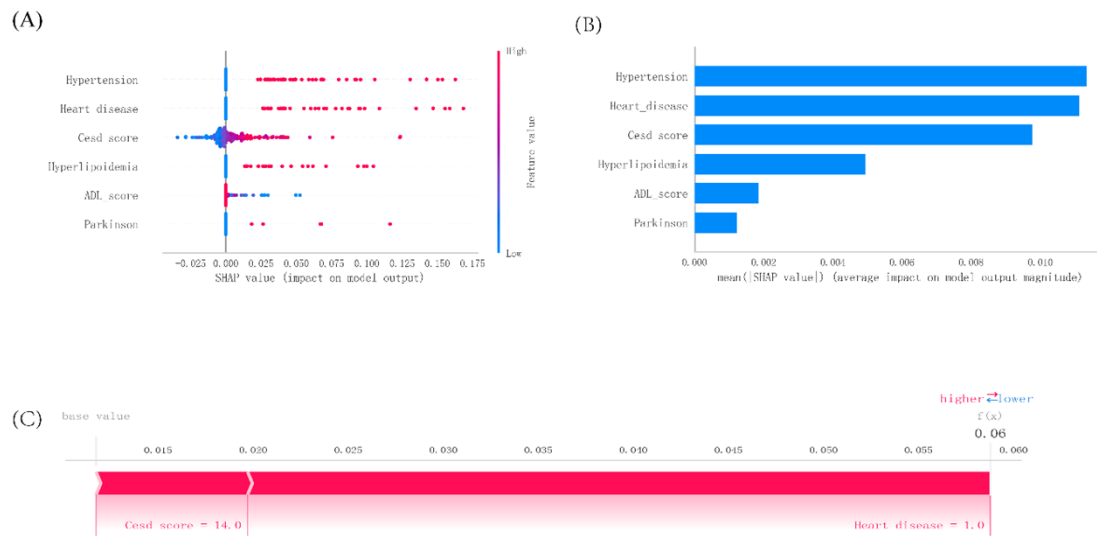 (A)
High
Hypertension
Heart disease
Cesd score
Hyperlipoidemia
ADL_score
Parkinson
Feature value
Low
-0.025 0.000 0.025 0.050 0.075 0.100 0.125 0.150 0.175
SHAP value (impact on model output)
(B)
Hypertension
Heart_disease
Cesd score
Hyperlipoidemia
ADL_score
Parkinson
0.000 0.002 0.004 0.006 0.008 0.010
mean(|SHAP value|) (average impact on model output magnitude)
(C)
higher lower
base value f(x)
0.06
0.015 0.020 0.025 0.030 0.035 0.040 0.045 0.050 0.055 0.060
Cesd score = 14.0 Heart disease = 1.0